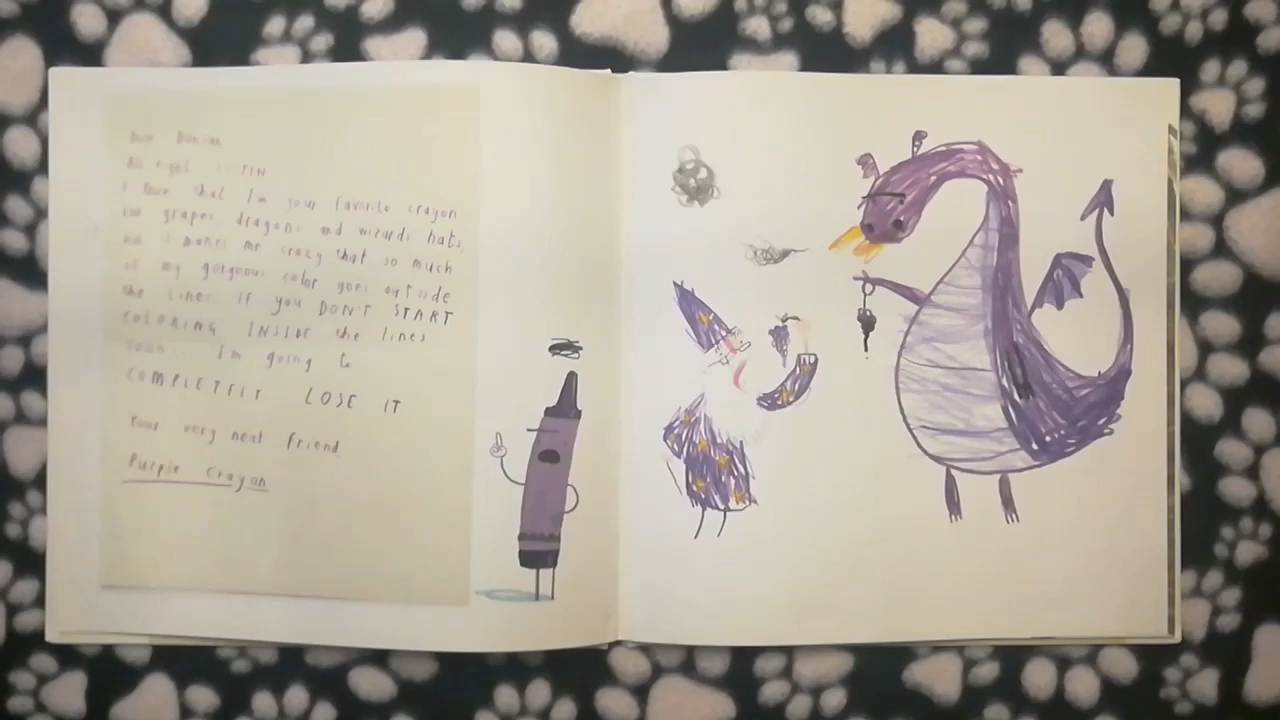 Dear Duncan
All right LISTEN
I love that I'm your favorite crayon
for grapes dragons and wizards hats,
but it makes me crazy that so much
of my gorgeous color goes outside
the lines if you DON'T START
COLORING INSIDE the lines
soon... I'm going to
COMPLETELY LOSE IT
Your very neat friend,
Purple Crayon